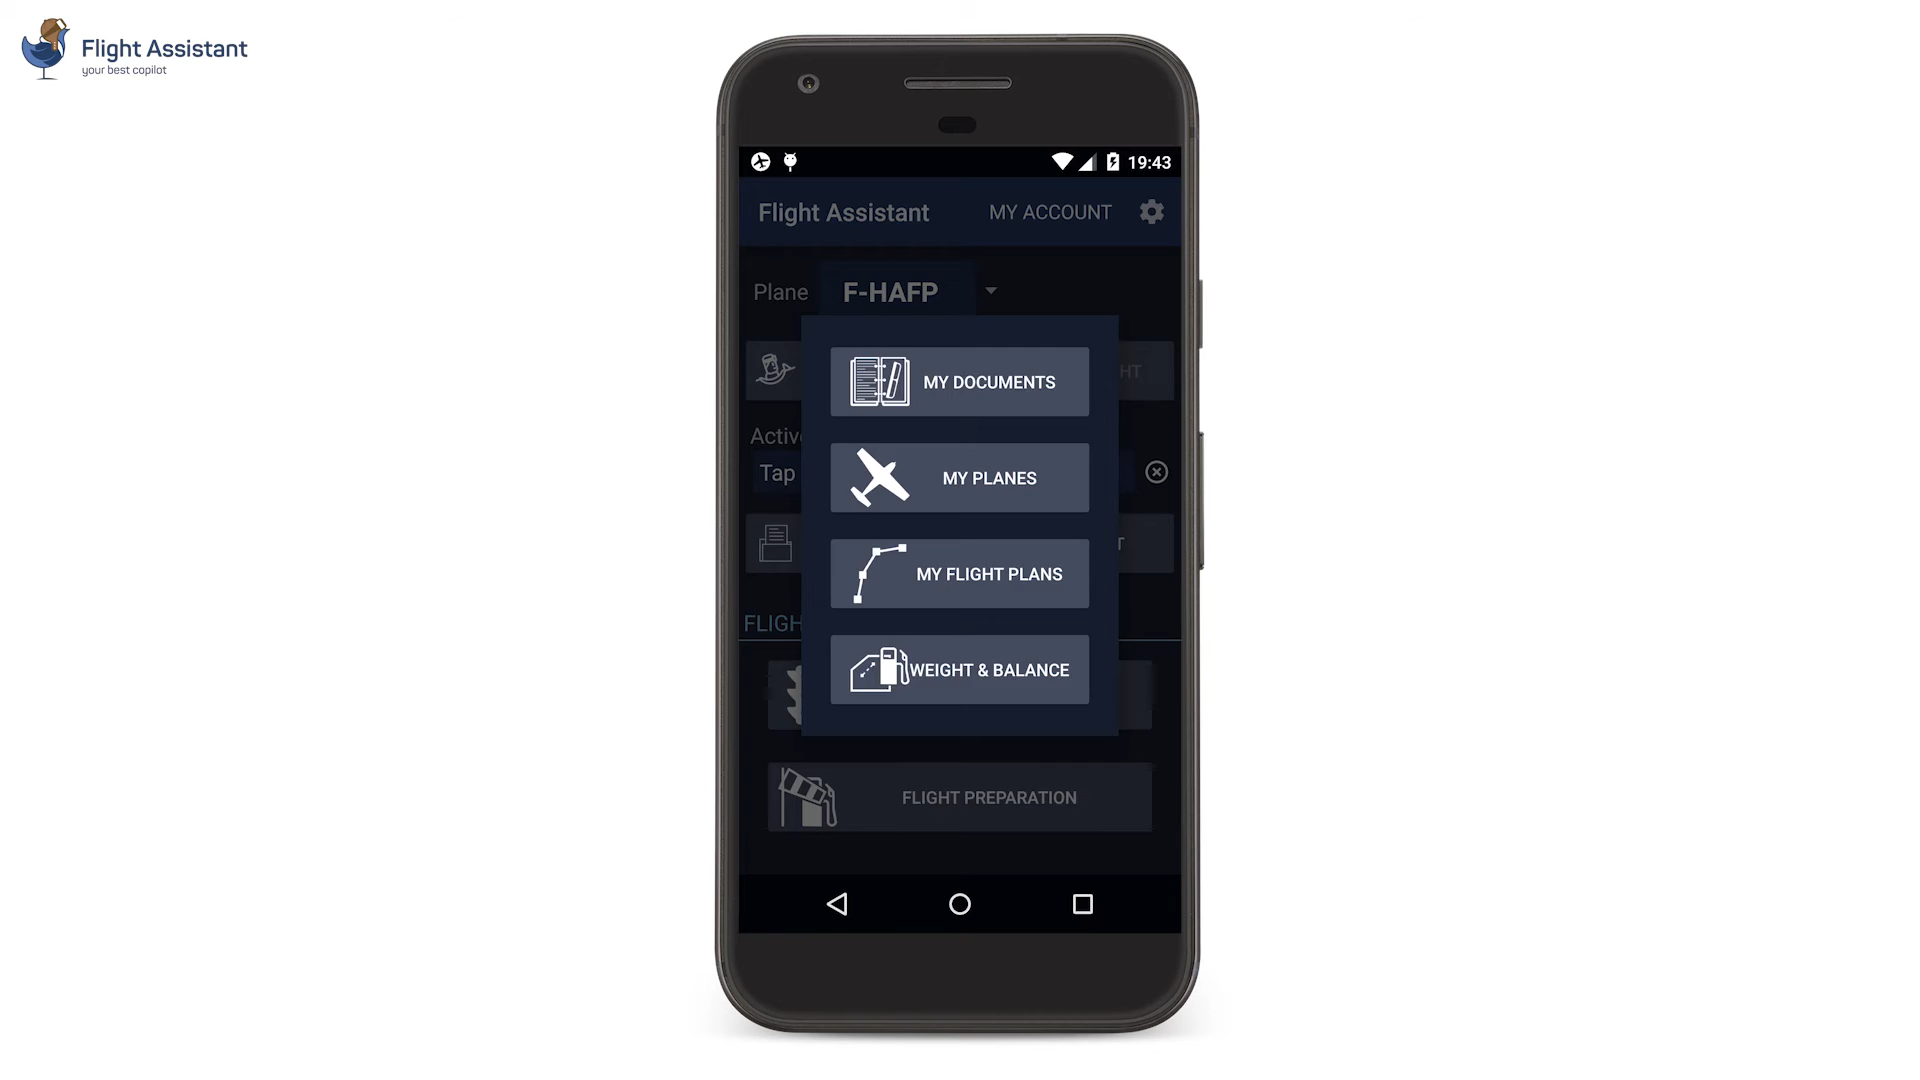 Flight Assistant
your best copilot
19:43
Flight Assistant MY ACCOUNT
Plane F-HAFP
MY DOCUMENTS
HT
Activ
Tap
MY PLANES
T
MY FLIGHT PLANS
FLIGH
WEIGHT & BALANCE
FLIGHT PREPARATION